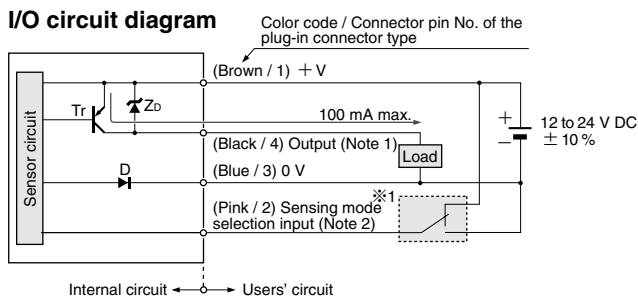 I/O circuit diagram
Color code / Connector pin No. of the
plug-in connector type
(Brown / 1) +V
Tr
ZD
100 mA max.
(Black / 4) Output (Note 1)
Load
+
−
12 to 24 V DC
± 10 %
Sensor circuit
D
(Blue / 3) 0 V
※1
(Pink / 2) Sensing mode
selection input (Note 2)
Internal circuit
Users' circuit